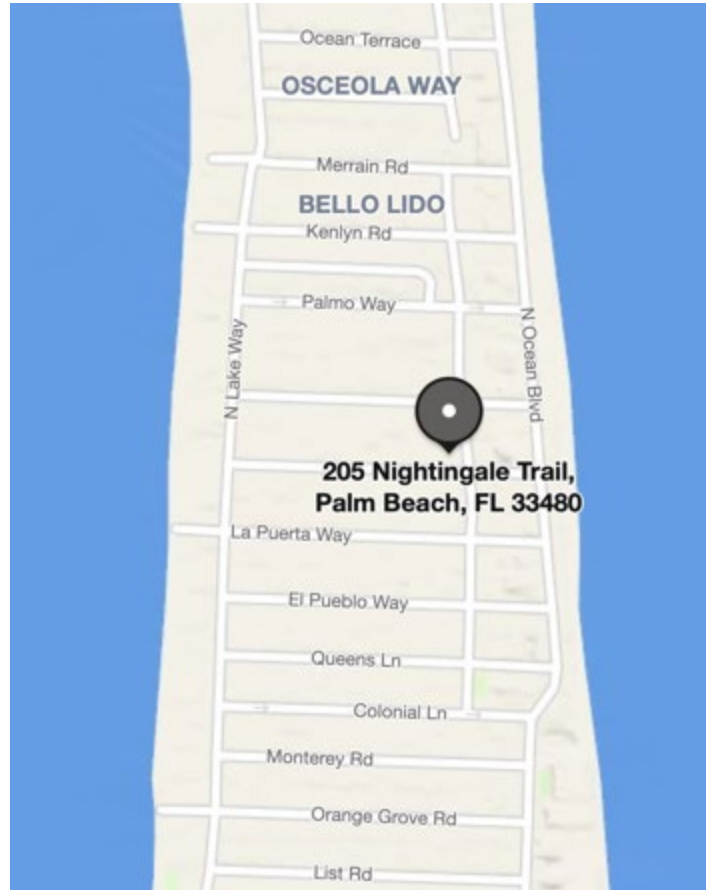 Ocean Terrace
OSCEOLA WAY
Merrain Rd
BELLO LIDO
Kenlyn Rd
Palmo Way
N Lake Way
N Ocean Blvd
205 Nightingale Trail,
Palm Beach, FL 33480
La Puerta Way
El Pueblo Way
Queens Ln
Colonial Ln
Monterey Rd
Orange Grove Rd
List Rd